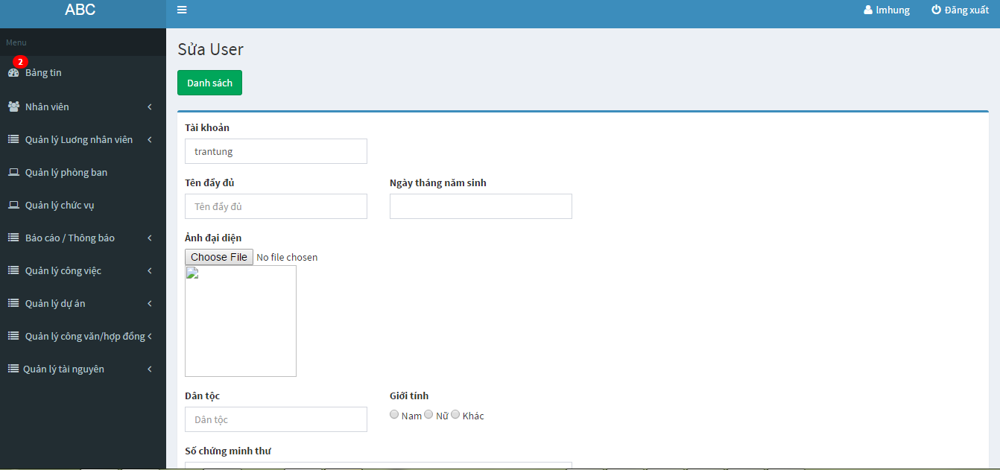 ABC
lmhung
Đăng xuất
Menu
2
Bảng tin
Nhân viên
Quản lý Lương nhân viên
Quản lý phòng ban
Quản lý chức vụ
Báo cáo / Thông báo
Quản lý công việc
Quản lý dự án
Quản lý công văn/hợp đồng
Quản lý tài nguyên
Sửa User
Danh sách
Tài khoản
trantung
Tên đầy đủ
Ngày tháng năm sinh
Tên đầy đủ
Ảnh đại diện
Choose File No file chosen
Dân tộc
Giới tính
Dân tộc
Nam Nữ Khác
Số chứng minh thư